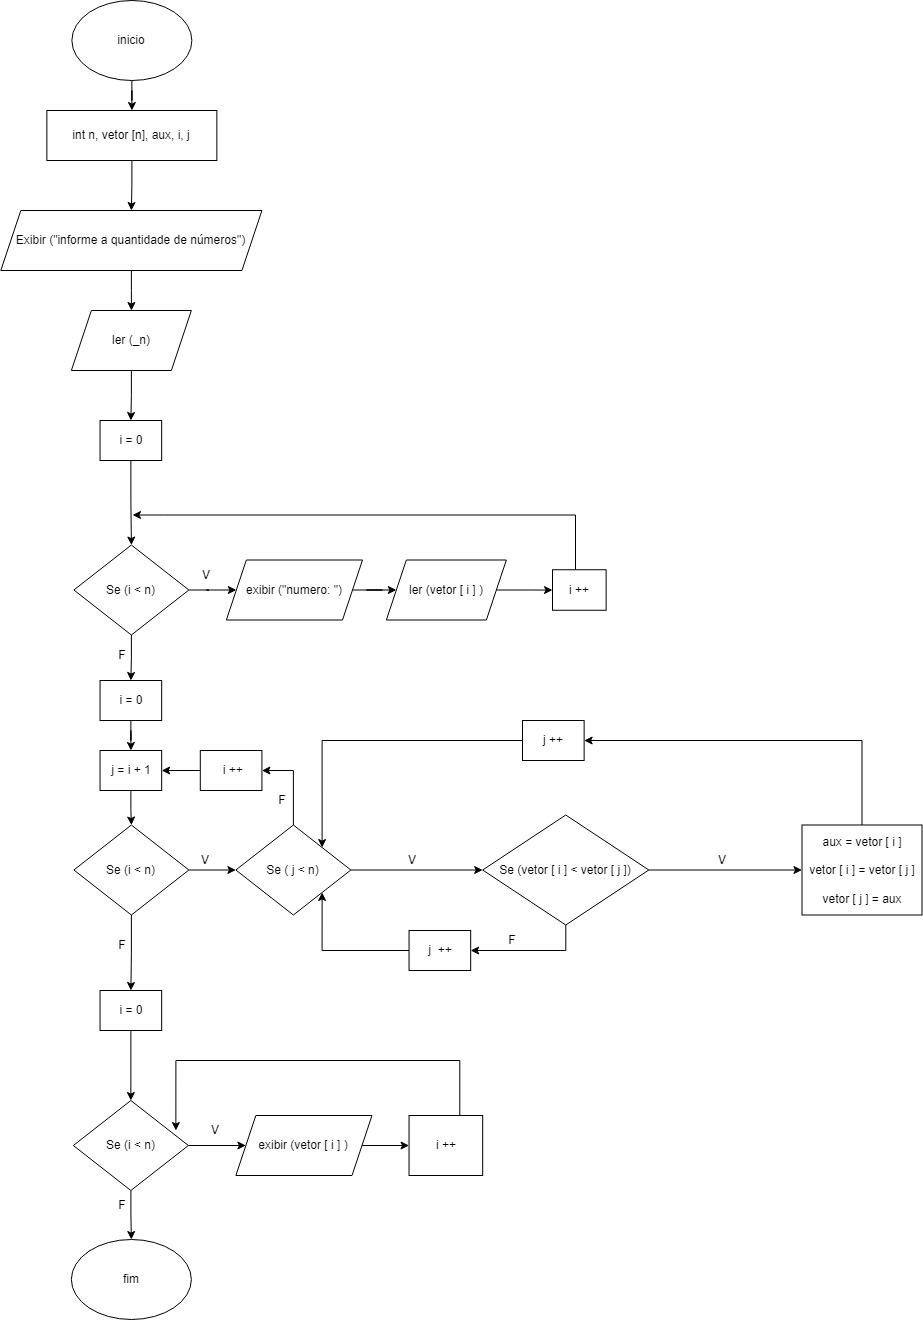 inicio
int n, vetor [n], aux, i, j
Exibir ("informe a quantidade de números")
ler (_n)
i = 0
Se (i < n)
V
exibir ("numero: ")
ler (vetor [ i ] )
i ++
F
i = 0
j ++
j = i + 1
i ++
F
Se (i < n)
V
Se ( j < n)
V
Se (vetor [ i ] < vetor [ j ])
V
aux = vetor [ i ]
vetor [ i ] = vetor [ j ]
vetor [ j ] = aux
F
j ++
F
i = 0
Se (i < n)
V
exibir (vetor [ i ] )
i ++
F
fim